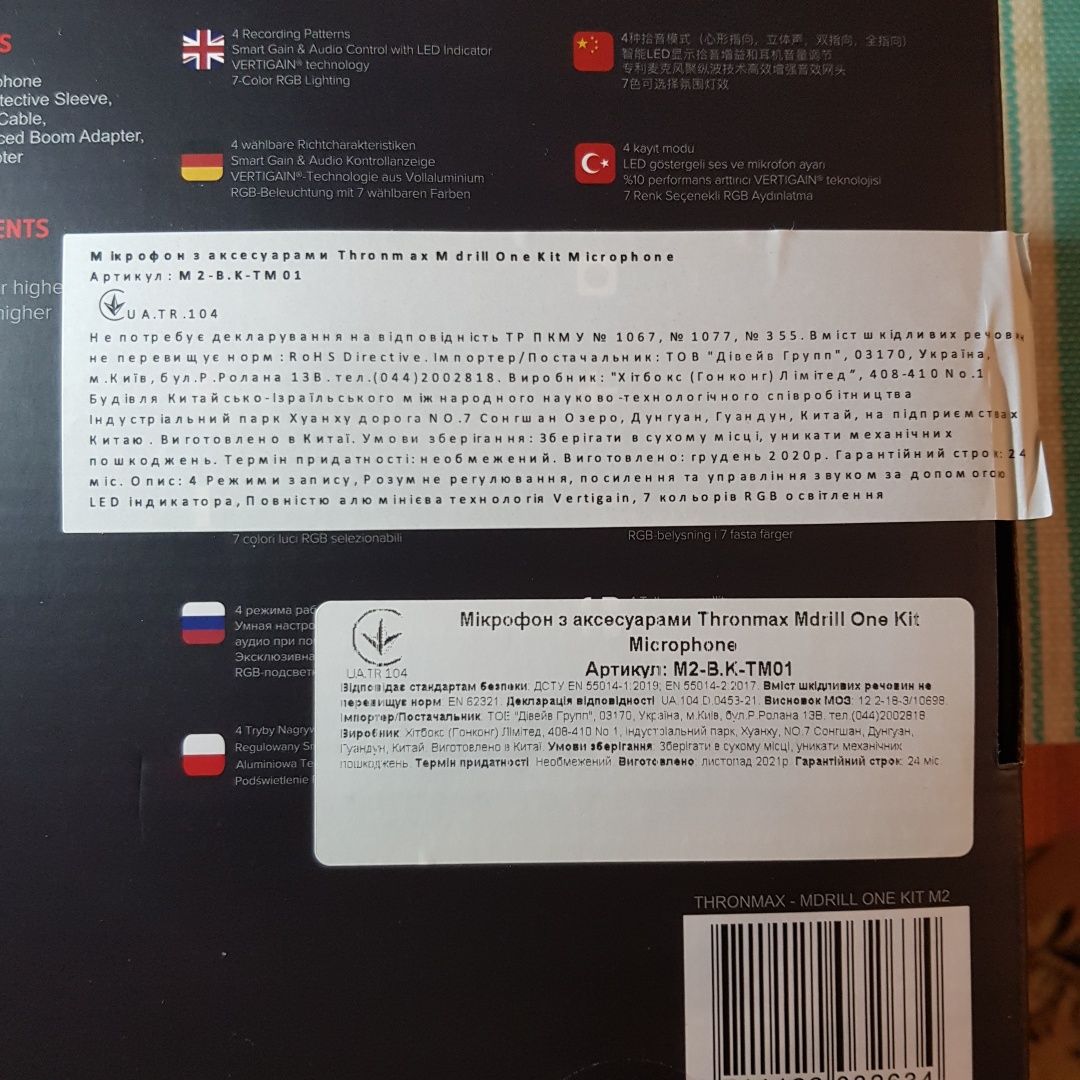 4 Recording Patterns
Smart Gain & Audio Control with LED Indicator
VERTIGAIN® technology
7-Color RGB Lighting
4种拾音模式（心形指向，立体声，双指向，全指向）
智能LED显示拾音增益和耳机音量调节
专利麦克风聚纵波技术高效增强音效网头
7色可选择氛围灯效
phone
tective Sleeve,
Cable,
ced Boom Adapter,
pter
4 wählbare Richtcharakteristiken
Smart Gain & Audio Kontrollanzeige
VERTIGAIN®-Technologie aus Vollaluminium
RGB-Beleuchtung mit 7 wählbaren Farben
4 kayıt modu
LED göstergeli ses ve mikrofon ayarı
%10 performans arttırıcı VERTIGAIN® teknolojisi
7 Renk Seçenekli RGB Aydınlatma
ENTS
r highe
higher
Мікрофон з аксесуарами Thronmax Mdrill One Kit Microphone
Артикул: M2-B.K-TM01
UA.TR.104
Не потребує декларування на відповідність ТР ПКМУ № 1067, № 1077, № 355. Вміст шкідливих речовин
не перевищує норм: RoHS Directive. Імпортер/Постачальник: ТОВ "Дівейв Групп", 03170, Україна,
м.Київ, бул.Р.Ролана 13В. тел.(044)2002818. Виробник: "Хітбокс (Гонконг) Лімітед", 408-410 No.1
Будівля Китайсько-Ізраїльського міжнародного науково-технологічного співробітництва
Індустріальний парк Хуанху дорога NO.7 Сонгшан Озеро, Дунгуан, Гуандун, Китай, на підприємствах
Китаю. Виготовлено в Китаї. Умови зберігання: Зберігати в сухому місці, уникати механічних
пошкоджень. Термін придатності: необмежений. Виготовлено: грудень 2020р. Гарантійний строк: 24
міс. Опис: 4 Режими запису, Розумне регулювання, посилення та управління звуком за допомогою
LED індикатора, Повністю алюмінієва технологія Vertigain, 7 кольорів RGB освітлення
7 colori luci RGB selezionabili
RGB-belysning i 7 fasta färger
4 режима раб
Умная настро
аудио при по
Эксклюзивна
RGB-подсветк
4 Tryby Nagryw
Regulowany Sr
Aluminiowa Te
Podświetlenie R
Мікрофон з аксесуарами Thronmax Mdrill One Kit
Microphone
Артикул: M2-B.K-TM01
UA.TR 104
Відповідає стандартам безпеки: ДСТУ EN 55014-1:2019; EN 55014-2:2017. Вміст шкідливих речовин не
перевищує норм: EN 62321. Декларація відповідності: UA.104.D.0453-21. Висновок МОЗ: 12.2-18-3/10698.
Імпортер/Постачальник: ТОВ "Дівейв Групп", 03170, Україна, м.Київ, бул.Р.Ролана 13В. тел.(044)2002818
Виробник: Хітбокс (Гонконг) Лімітед, 408-410 No 1, Індустріальний парк, Хуанху, NO.7 Сонгшан, Дунгуан,
Гуандун, Китай. Виготовлено в Китаї. Умови зберігання: Зберігати в сухому місці, уникати механічних
пошкоджень. Термін придатності: Необмежений. Виготовлено: листопад 2021р. Гарантійний строк: 24 міс.
THRONMAX - MDRILL ONE KIT M2